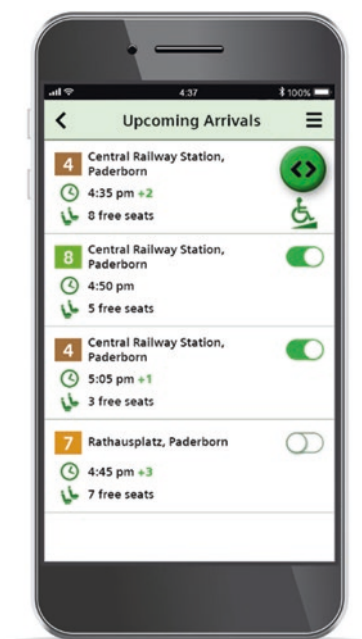 4:37
100%
Upcoming Arrivals
4 Central Railway Station,
Paderborn
4:35 pm +2
8 free seats
8 Central Railway Station,
Paderborn
4:50 pm
5 free seats
4 Central Railway Station,
Paderborn
5:05 pm +1
3 free seats
7 Rathausplatz, Paderborn
4:45 pm +3
7 free seats